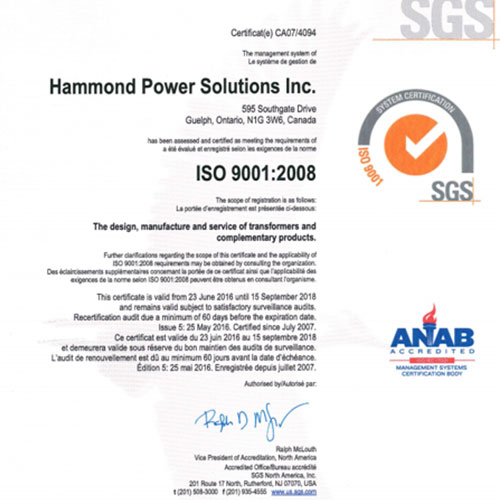 SGS
Certificat(e) CA07/4094
The management system of
Le système de gestion de
Hammond Power Solutions Inc.
595 Southgate Drive
Guelph, Ontario, N1G 3W6, Canada
has been assessed and certified as meeting the requirements of
a été évalué et enregistré selon les exigences de la norme
ISO 9001:2008
The scope of registration is as follows:
La portée d'enregistrement est présentée ci-dessous:
The design, manufacture and service of transformers and
complementary products.
Further clarifications regarding the scope of this certificate and the applicability of
ISO 9001:2008 requirements may be obtained by consulting the organization.
Des éclaircissements supplémentaires concernant la portée de ce certificat ainsi que l'applicabilité des
exigences de la norme selon ISO 9001:2008 peuvent être obtenus en consultant l'organisme.
This certificate is valid from 23 June 2016 until 15 September 2018
and remains valid subject to satisfactory surveillance audits.
Recertification audit due a minimum of 60 days before the expiration date.
Issue 5: 25 May 2016. Certified since July 2007.
Ce certificat est valide du 23 juin 2016 au 15 septembre 2018
et demeurera valide sous réserve du bon maintien des audits de surveillance.
L'audit de renouvellement est dû au minimum 60 jours avant la date d'échéance.
Édition 5: 25 mai 2016. Enregistrée depuis juillet 2007.
Authorised by/Autorisé par:
Ralph McLouth
Vice President of Accreditation, North America
Accredited Office/Bureau accrédité
SGS North America, Inc.
201 Route 17 North, Rutherford, NJ 07070, USA
t (201) 508-3000 f (201) 935-4555 www.us.sgs.com
SYSTEM CERTIFICATION
ISO 9001
SGS
ANAB
ACCREDITED
MANAGEMENT SYSTEMS
CERTIFICATION BODY